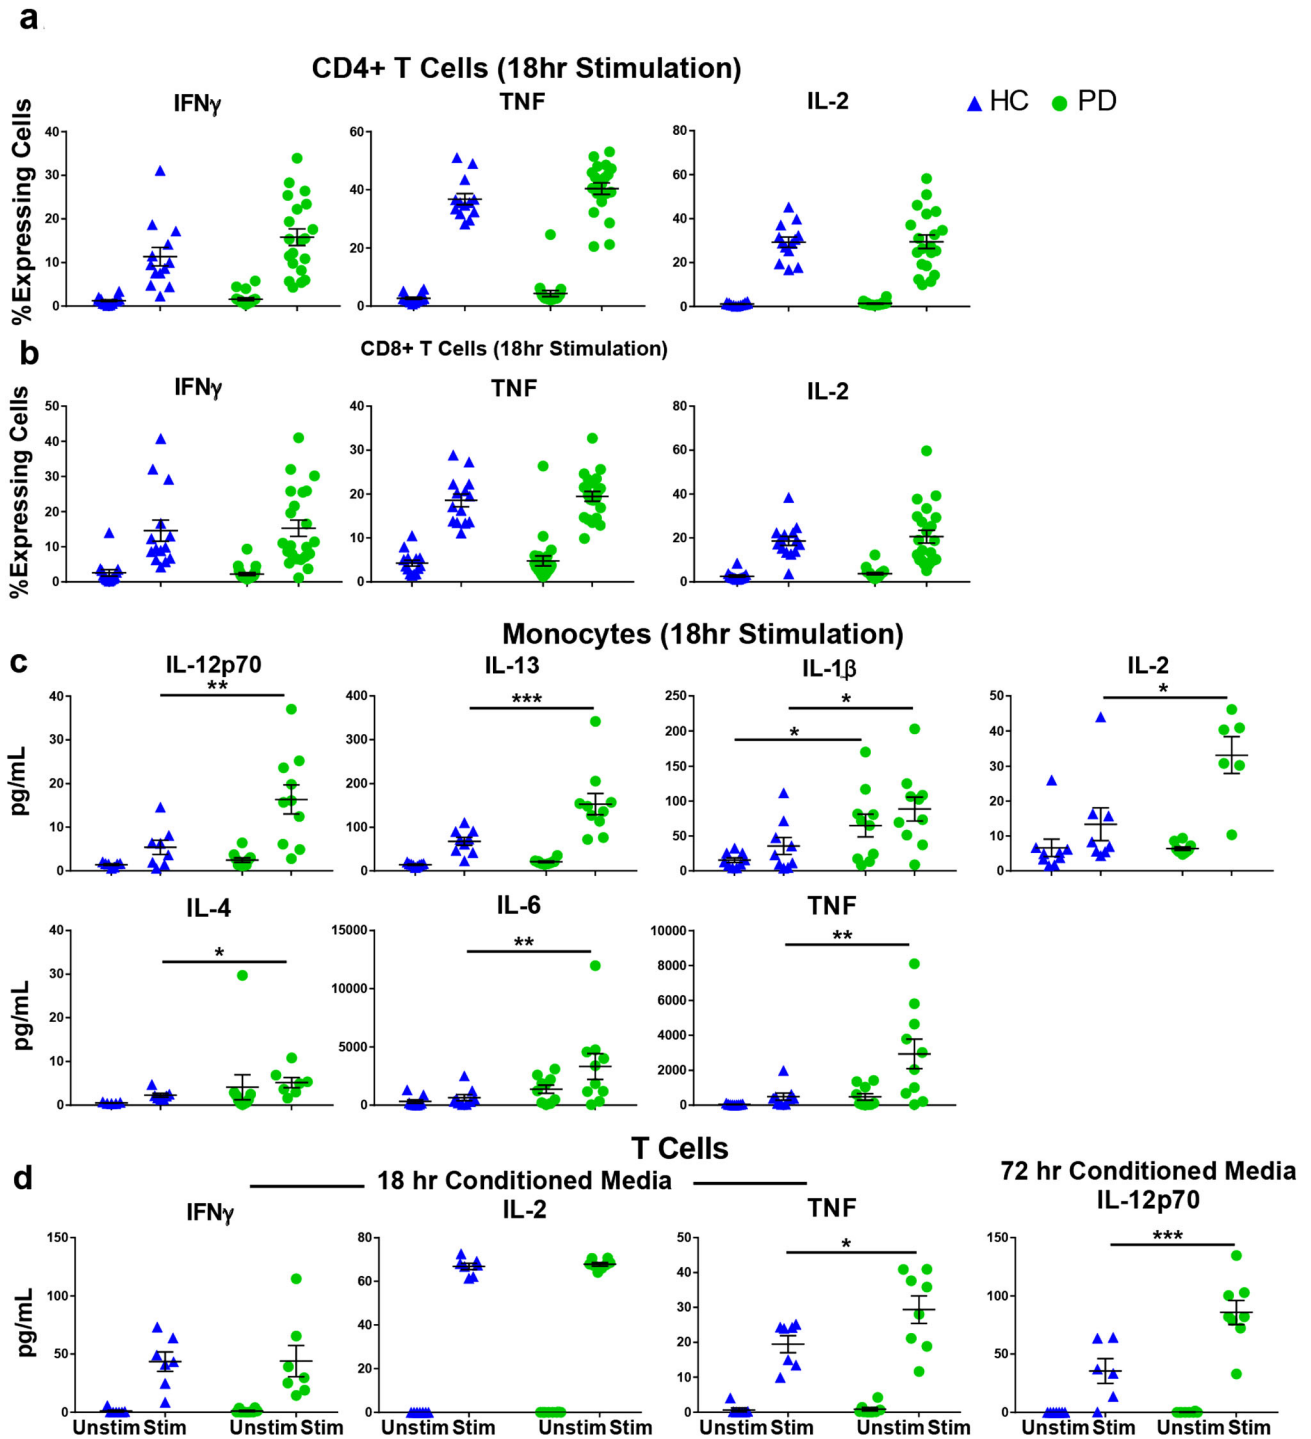 a
CD4+ T Cells (18hr Stimulation)
IFNγ TNF IL-2 HC PD
%Expressing Cells
40 30 20 10 0
60 40 20 0
80 60 40 20 0
b
CD8+ T Cells (18hr Stimulation)
IFNγ TNF IL-2
%Expressing Cells
50 40 30 20 10 0
40 30 20 10 0
80 60 40 20 0
Monocytes (18hr Stimulation)
c
IL-12p70 IL-13 IL-1β IL-2
** *** * * *
pg/mL
40 30 20 10 0
400 300 200 100 0
250 200 150 100 50 0
50 40 30 20 10 0
IL-4 IL-6 TNF
* ** **
pg/mL
40 30 20 10 0
15000 10000 5000 0
10000 8000 6000 4000 2000 0
T Cells
d
18 hr Conditioned Media
72 hr Conditioned Media
IFNγ IL-2 TNF IL-12p70
* ***
pg/mL
150 100 50 0
80 60 40 20 0
50 40 30 20 10 0
150 100 50 0
Unstim Stim Unstim Stim Unstim Stim Unstim Stim Unstim Stim Unstim Stim Unstim Stim Unstim Stim